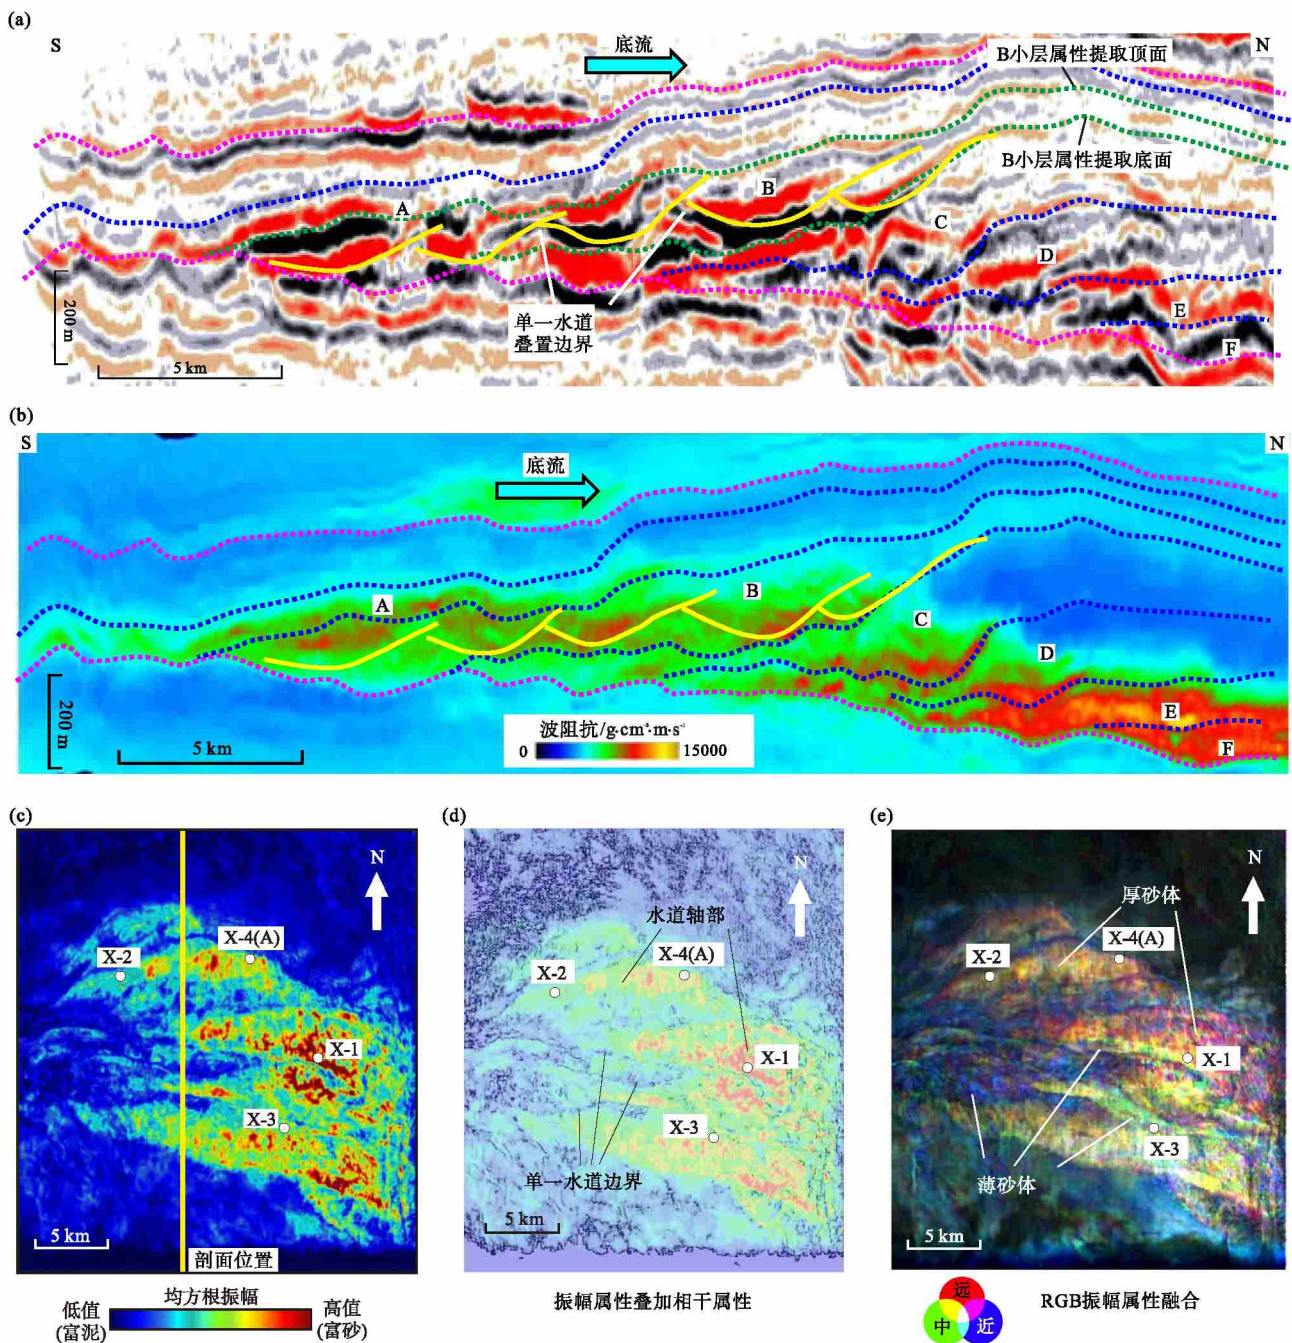 (a)
S
底流
N
B小层属性提取顶面
B小层属性提取底面
A
B
C
D
E
F
单一水道
叠置边界
200 m
5 km
(b)
S
底流
N
A
B
C
D
E
F
200 m
5 km
波阻抗/g·cm⁻³·m·s⁻¹
0
15000
(c)
N
X-2
X-4(A)
X-1
X-3
5 km
剖面位置
均方根振幅
低值
(富泥)
高值
(富砂)
(d)
N
水道轴部
X-4(A)
X-2
X-1
X-3
单一水道边界
5 km
振幅属性叠加相干属性
(e)
N
厚砂体
X-4(A)
X-2
X-1
X-3
薄砂体
5 km
远
中
近
RGB振幅属性融合